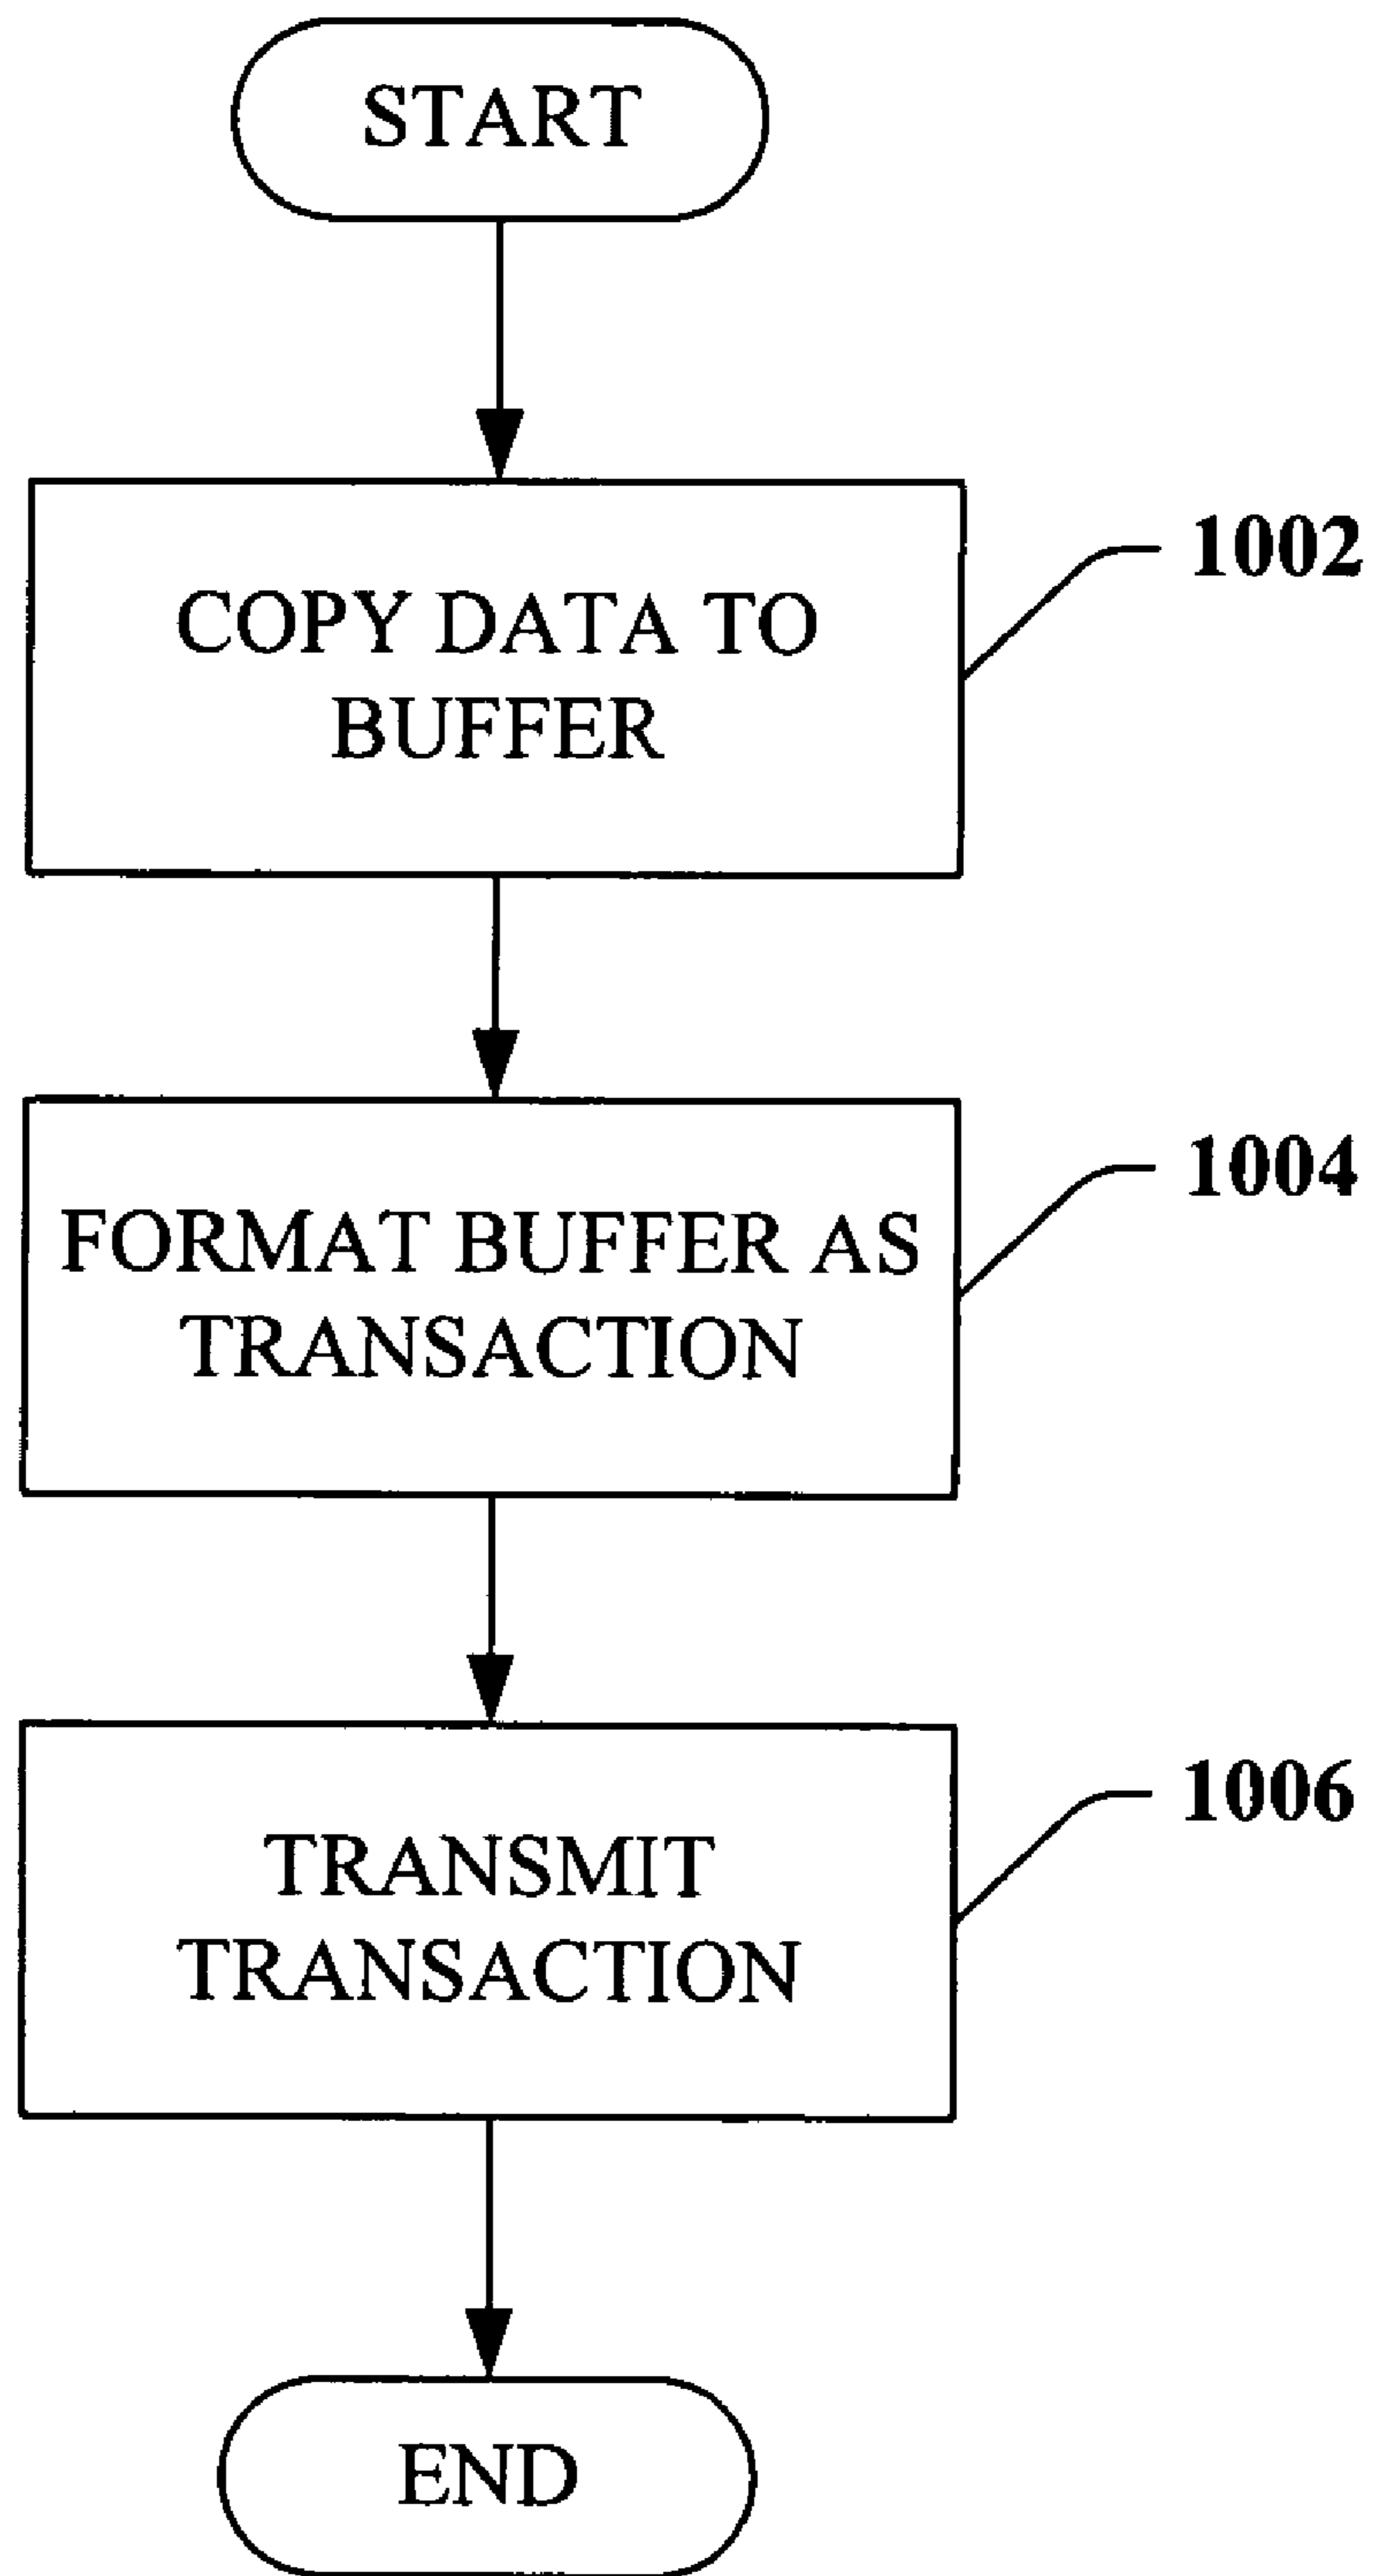 START
COPY DATA TO
BUFFER
1002
FORMAT BUFFER AS
TRANSACTION
1004
TRANSMIT
TRANSACTION
1006
END